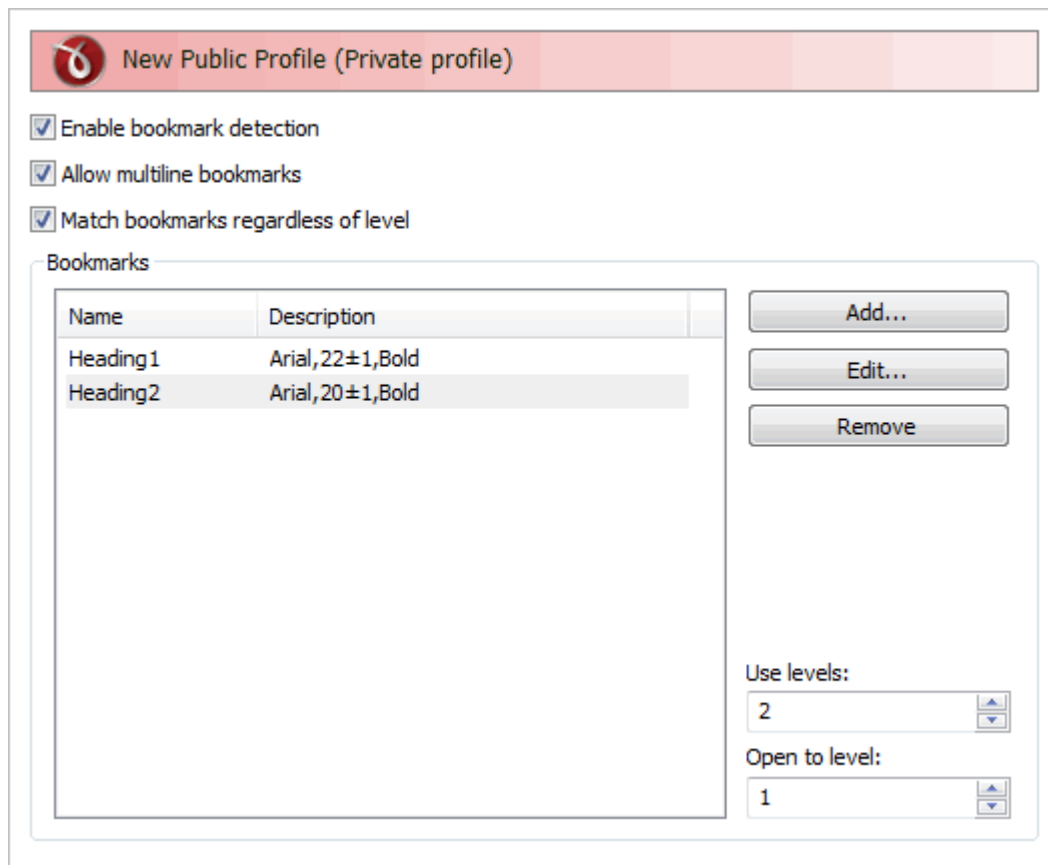 New Public Profile (Private profile)
Enable bookmark detection
Allow multiline bookmarks
Match bookmarks regardless of level
Bookmarks
Name Description
Heading1 Arial,22±1,Bold
Heading2 Arial,20±1,Bold
Add...
Edit...
Remove
Use levels:
2
Open to level:
1